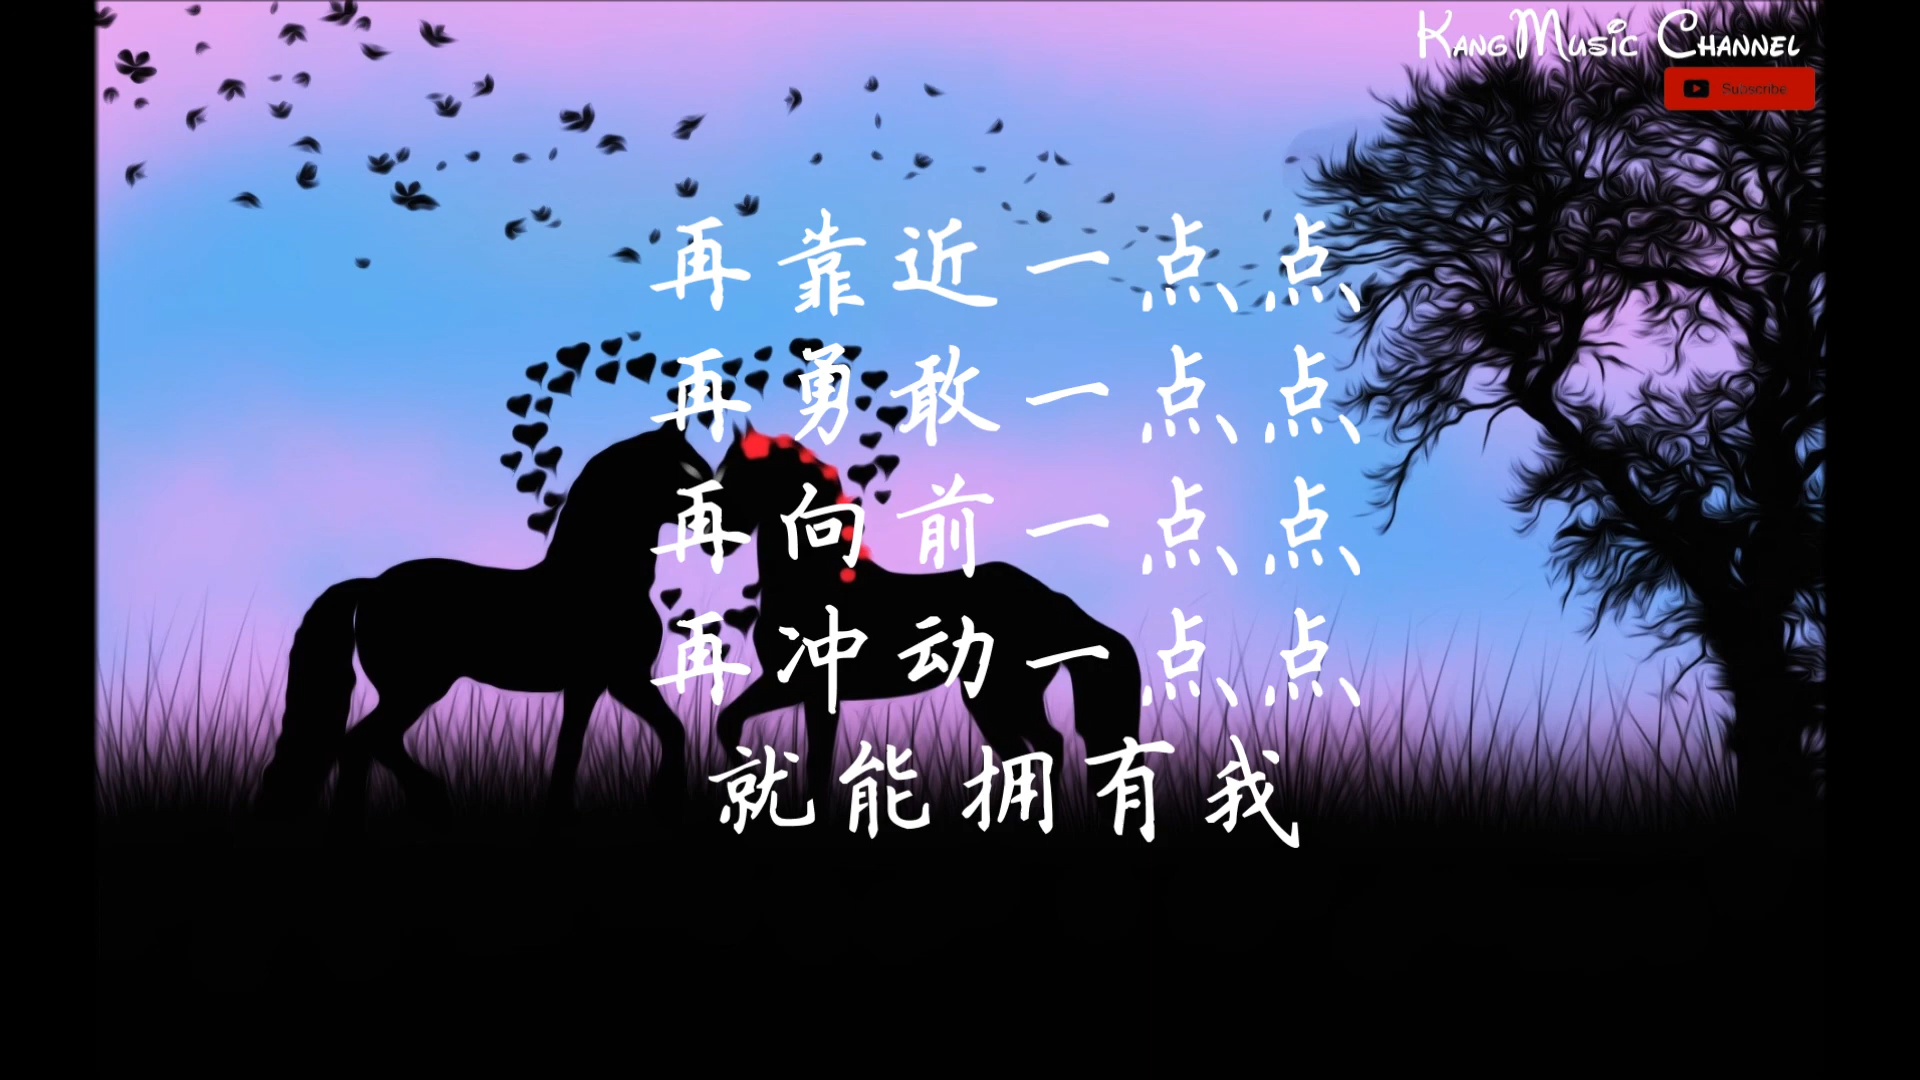 KangMusic Channel
Subscribe
再靠近一点点
再勇敢一点点
再向前一点点
再冲动一点点
就能拥有我